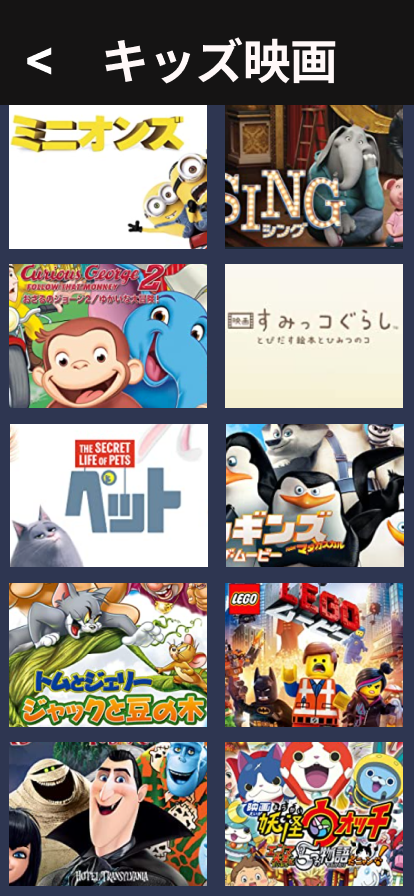 < キッズ映画
ミニオンズ
SING
シング
Curious George 2
FOLLOW THAT MONKEY
おさるのジョージ2/ゆかいな大冒険!
映画 すみっコぐらし
とびだす絵本とひみつのコ
THE SECRET
LIFE OF PETS
ペット
ギンズ
FROM マダガスカル
ムービー
トムとジェリー
ジャックと豆の木
LEGO
LEGO
HOTEL TRANSYLVANIA
映画
妖怪ウォッチ
5つの物語